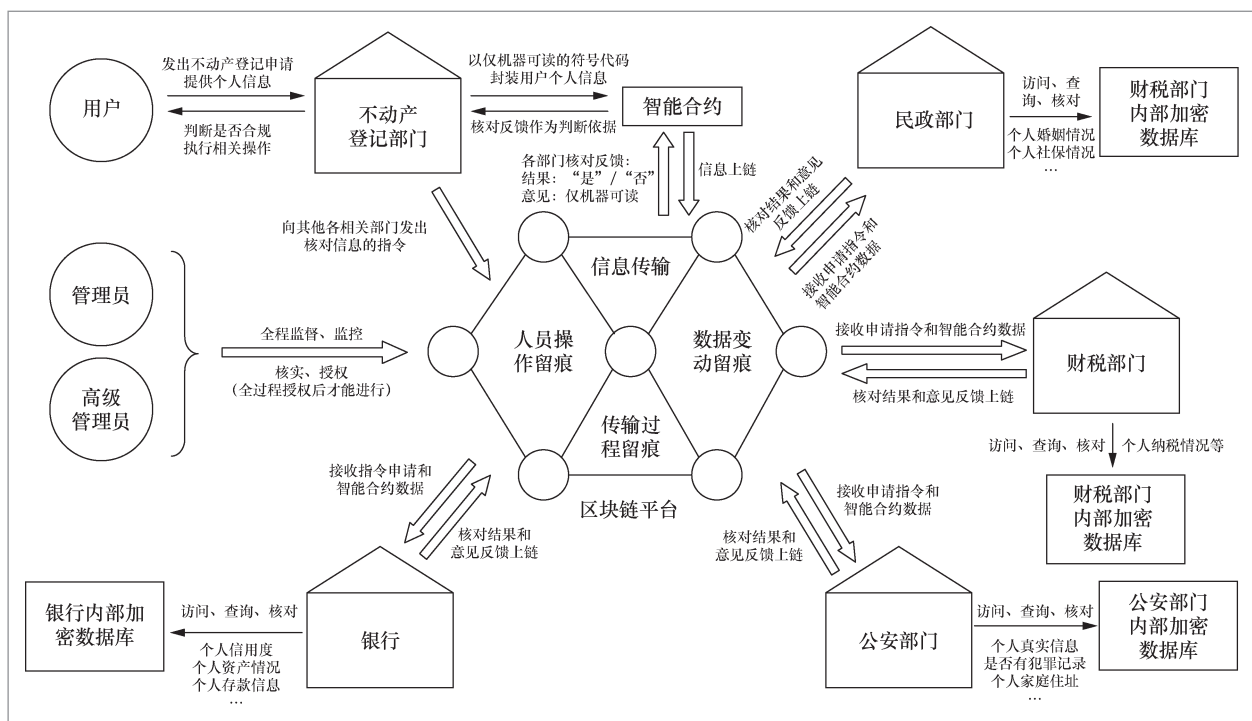 用户
发出不动产登记申请
提供个人信息
判断是否合规
执行相关操作
不动产
登记部门
以仅机器可读的符号代码
封装用户个人信息
核对反馈作为判断依据
智能合约
各部门核对反馈:
结果:“是”/“否”
意见:仅机器可读
信息上链
民政部门
访问、查
询、核对
个人婚姻情况
个人社保情况
…
财税部门
内部加密
数据库
向其他各相关部门发出
核对信息的指令
核对结果和意见
反馈上链
接收申请指令和
智能合约数据
管理员
高级
管理员
全程监督、监控
核实、授权
(全过程授权后才能进行)
信息传输
人员操
作留痕
数据变
动留痕
传输过
程留痕
区块链平台
接收申请指令和智能合约数据
核对结果和意见反馈上链
财税部门
访问、查询、核对
个人纳税情况等
财税部门
内部加密
数据库
接收指令申请和
智能合约数据
核对结果和
意见反馈上链
接收申请指令和
智能合约数据
核对结果和
意见反馈上链
银行内部加
密数据库
访问、查询、核对
个人信用度
个人资产情况
个人存款信息
…
银行
公安部门
访问、查询、核对
个人真实信息
是否有犯罪记录
个人家庭住址
…
公安部门
内部加密
数据库